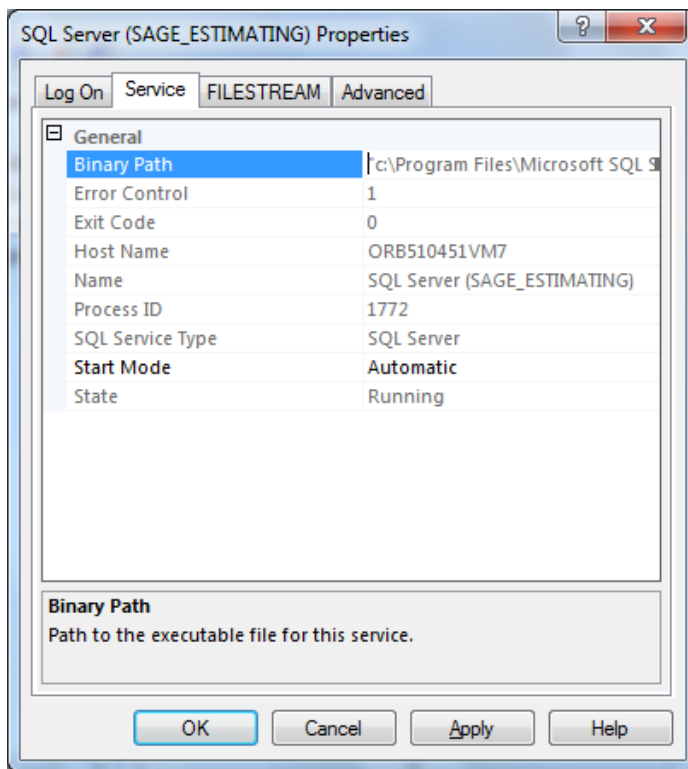 SQL Server (SAGE_ESTIMATING) Properties
Log On Service FILESTREAM Advanced
General
Binary Path "c:\Program Files\Microsoft SQL
Error Control 1
Exit Code 0
Host Name ORB510451VM7
Name SQL Server (SAGE_ESTIMATING)
Process ID 1772
SQL Service Type SQL Server
Start Mode Automatic
State Running
Binary Path
Path to the executable file for this service.
OK Cancel Apply Help